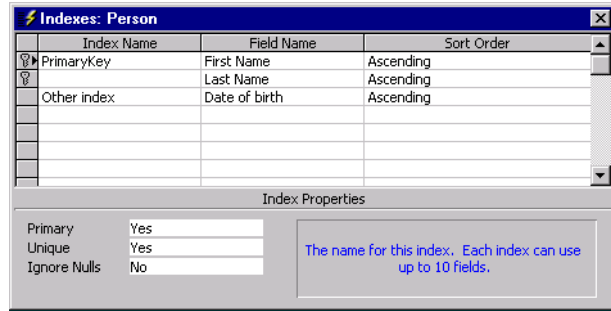 Indexes: Person
Index Name Field Name Sort Order
PrimaryKey First Name Ascending
Last Name Ascending
Other index Date of birth Ascending
Index Properties
Primary Yes
Unique Yes
Ignore Nulls No
The name for this index. Each index can use
up to 10 fields.